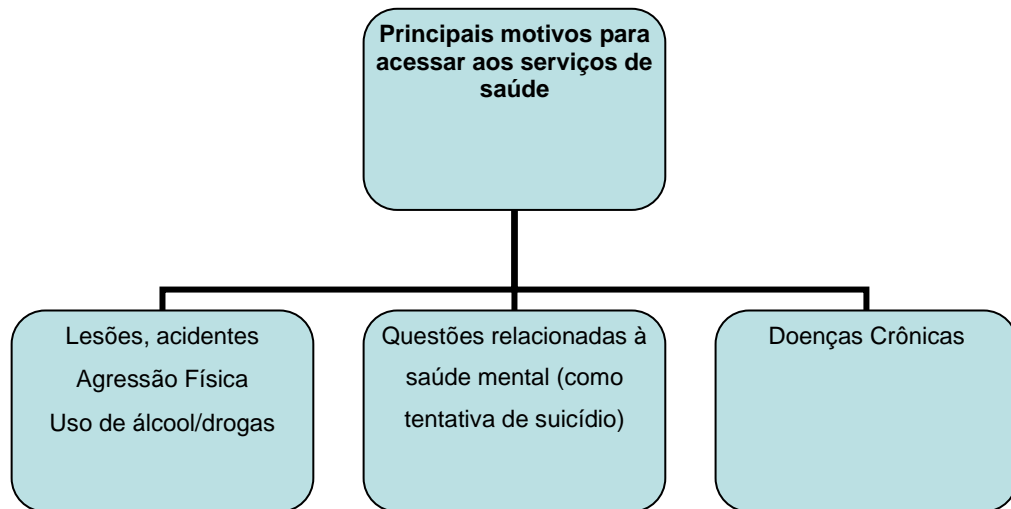 Principais motivos para
acessar aos serviços de
saúde
Lesões, acidentes
Agressão Física
Uso de álcool/drogas
Questões relacionadas à
saúde mental (como
tentativa de suicídio)
Doenças Crônicas